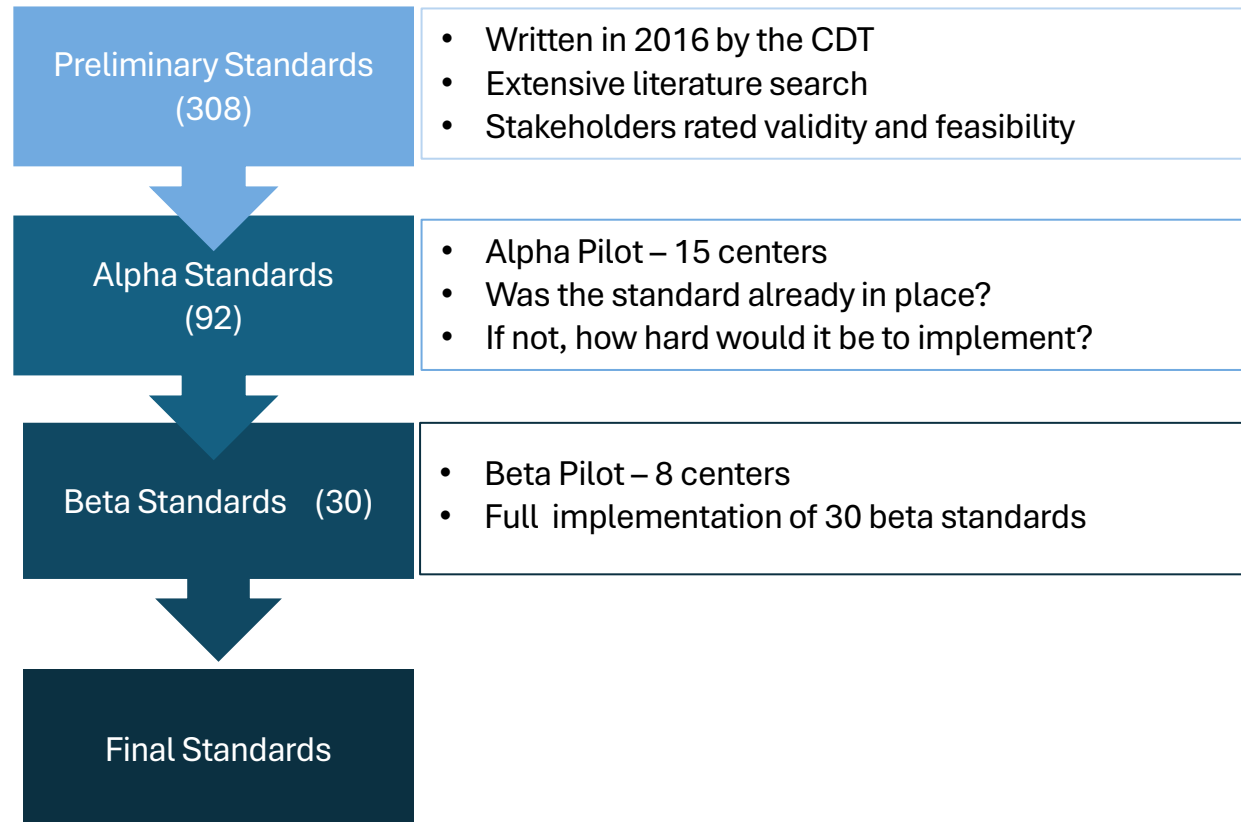 Preliminary Standards
(308)
• Written in 2016 by the CDT
• Extensive literature search
• Stakeholders rated validity and feasibility
Alpha Standards
(92)
• Alpha Pilot – 15 centers
• Was the standard already in place?
• If not, how hard would it be to implement?
Beta Standards (30)
• Beta Pilot – 8 centers
• Full implementation of 30 beta standards
Final Standards